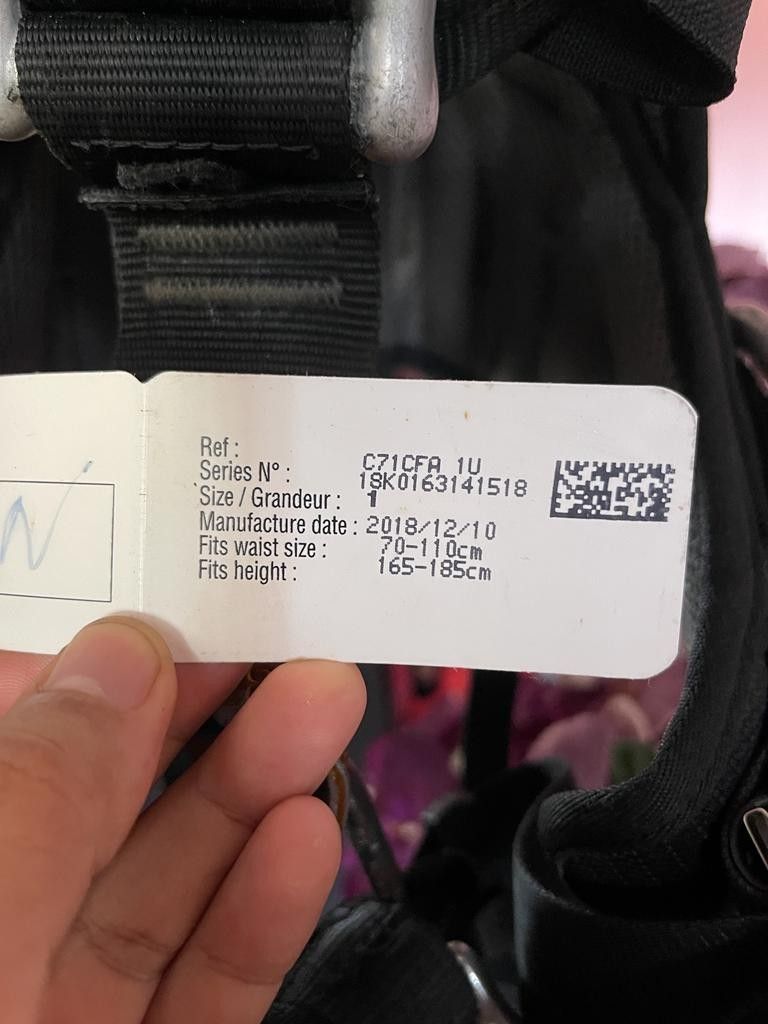 Ref : C71CFA 1U
Series N° : 18K0163141518
Size / Grandeur : 1
Manufacture date : 2018/12/10
Fits waist size : 70-110cm
Fits height : 165-185cm